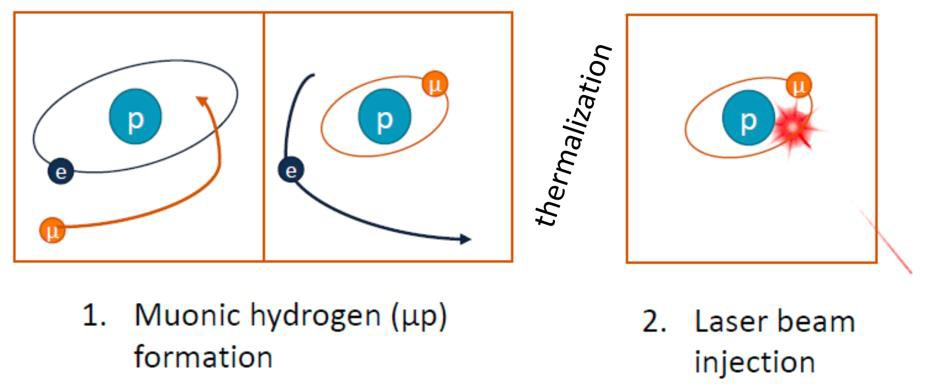 p
e
μ
p
μ
e
thermalization
p
μ
1. Muonic hydrogen (μp)
formation
2. Laser beam
injection